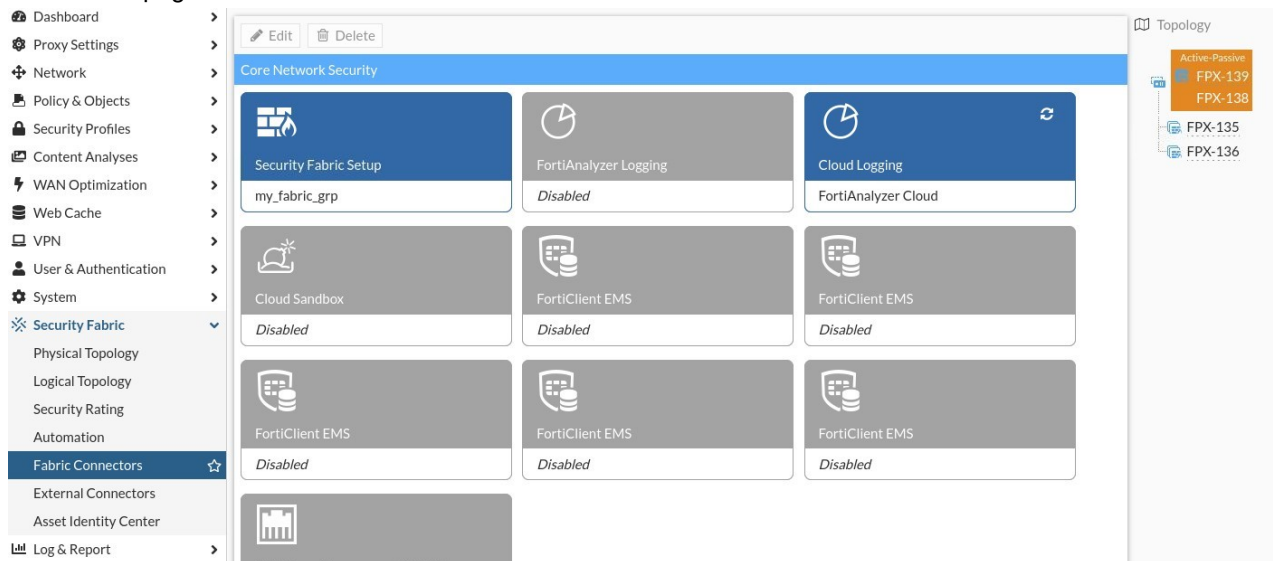 Dashboard
Proxy Settings
Network
Policy & Objects
Security Profiles
Content Analyses
WAN Optimization
Web Cache
VPN
User & Authentication
System
Security Fabric
Physical Topology
Logical Topology
Security Rating
Automation
Fabric Connectors
External Connectors
Asset Identity Center
Log & Report
Edit Delete
Core Network Security
Security Fabric Setup
my_fabric_grp
FortiAnalyzer Logging
Disabled
Cloud Logging
FortiAnalyzer Cloud
Cloud Sandbox
Disabled
FortiClient EMS
Disabled
FortiClient EMS
Disabled
FortiClient EMS
Disabled
FortiClient EMS
Disabled
FortiClient EMS
Disabled
Topology
Active-Passive
FPX-139
FPX-138
FPX-135
FPX-136